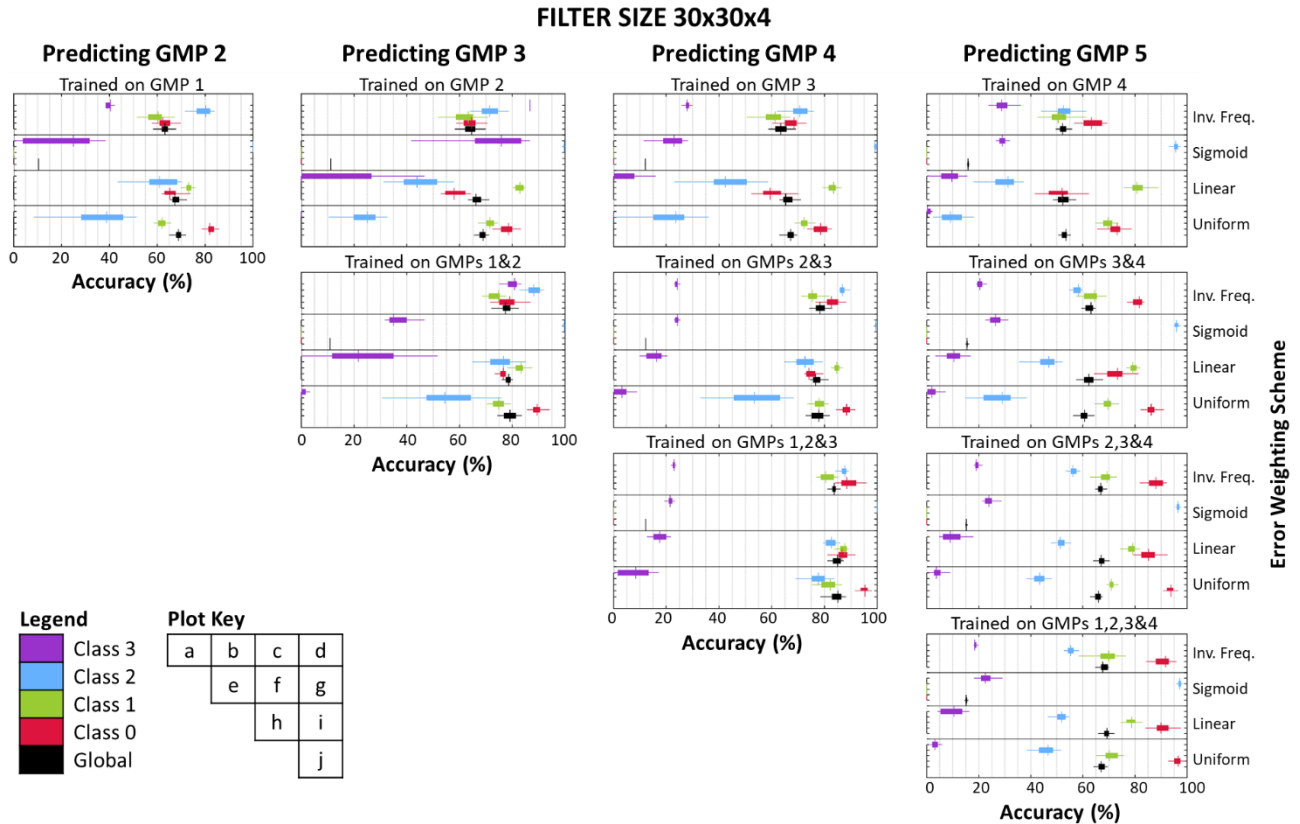 FILTER SIZE 30x30x4
Predicting GMP 2 Predicting GMP 3 Predicting GMP 4 Predicting GMP 5
Trained on GMP 1 Trained on GMP 2 Trained on GMP 3 Trained on GMP 4
Inv. Freq.
Sigmoid
Linear
Uniform
0 20 40 60 80 100
Accuracy (%)
Trained on GMPs 1&2 Trained on GMPs 2&3 Trained on GMPs 3&4
Inv. Freq.
Sigmoid
Linear
Uniform
0 20 40 60 80 100
Accuracy (%)
Trained on GMPs 1,2&3 Trained on GMPs 2,3&4
Inv. Freq.
Sigmoid
Linear
Uniform
0 20 40 60 80 100
Accuracy (%)
Trained on GMPs 1,2,3&4
Inv. Freq.
Sigmoid
Linear
Uniform
0 20 40 60 80 100
Accuracy (%)
Error Weighting Scheme
Legend
Class 3
Class 2
Class 1
Class 0
Global
Plot Key
a b c d
e f g
h i
j